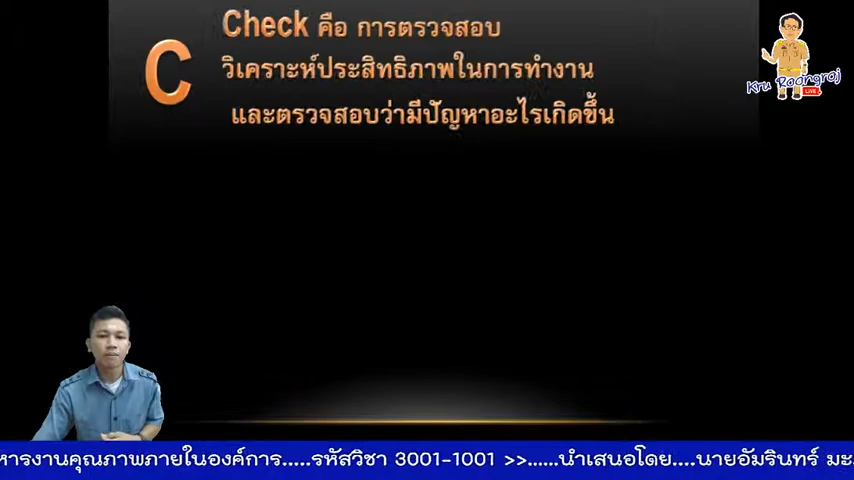 Check คือ การตรวจสอบ
C
วิเคราะห์ประสิทธิภาพในการทำงาน
และตรวจสอบว่ามีปัญหาอะไรเกิดขึ้น
Kru Roongroj
LIVE
หารงานคุณภาพภายในองค์การ.....รหัสวิชา 3001-1001 >>......นำเสนอโดย....นายอัมรินทร์